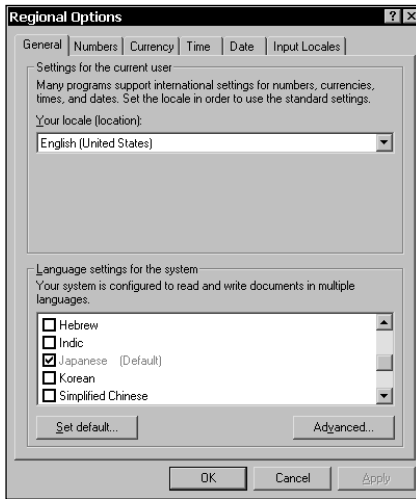 Regional Options
General Numbers Currency Time Date Input Locales
Settings for the current user
Many programs support international settings for numbers, currencies,
times, and dates. Set the locale in order to use the standard settings.
Your locale (location):
English (United States)
Language settings for the system
Your system is configured to read and write documents in multiple
languages.
Hebrew
Indic
Japanese (Default)
Korean
Simplified Chinese
Set default... Advanced...
OK Cancel Apply